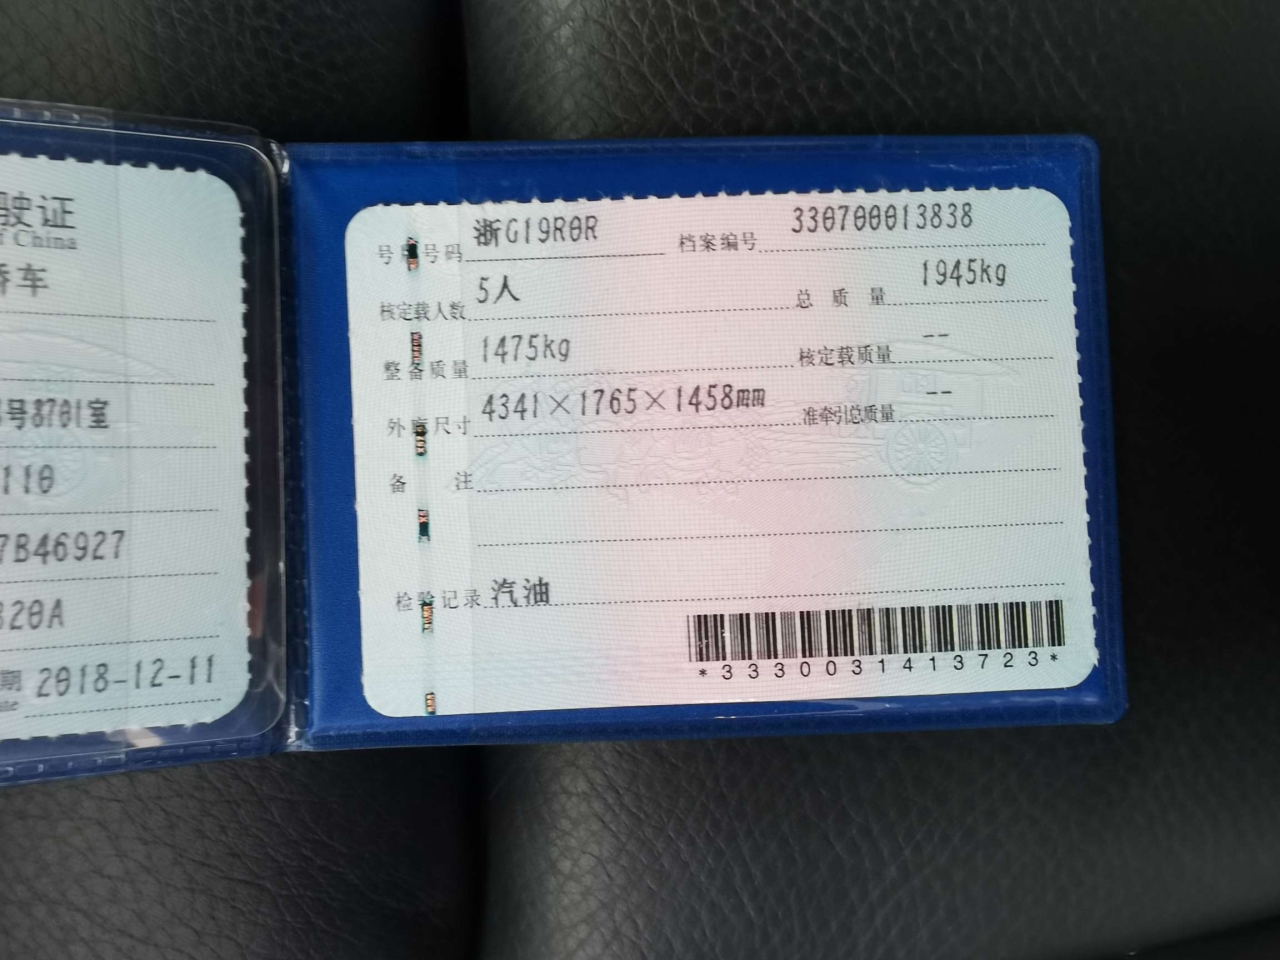 驶证
of China
轿车
号8701室
110
7B46927
320A
期 2018-12-11
ate
号牌号码 浙G19R0R 档案编号 330700013838
核定载人数 5人 总质量 1945kg
整备质量 1475kg 核定载质量 --
外廓尺寸 4341×1765×1458mm 准牵引总质量 --
备注
检验记录 汽油
*3330031413723*